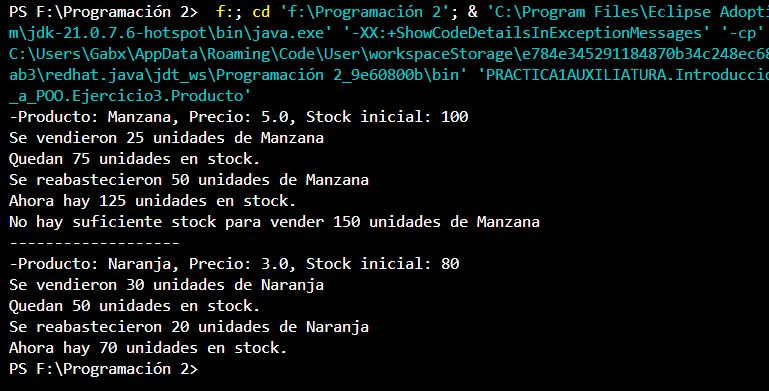 PS F:\Programación 2>  f:; cd 'f:\Programación 2'; & 'C:\Program Files\Eclipse Adopti
m\jdk-21.0.7.6-hotspot\bin\java.exe' '-XX:+ShowCodeDetailsInExceptionMessages' '-cp'
C:\Users\Gabx\AppData\Roaming\Code\User\workspaceStorage\e784e345291184870b34c248ec68
ab3\redhat.java\jdt_ws\Programación 2_9e60800b\bin' 'PRACTICA1AUXILIATURA.Introducci
_a_POO.Ejercicio3.Producto'
-Producto: Manzana, Precio: 5.0, Stock inicial: 100
Se vendieron 25 unidades de Manzana
Quedan 75 unidades en stock.
Se reabastecieron 50 unidades de Manzana
Ahora hay 125 unidades en stock.
No hay suficiente stock para vender 150 unidades de Manzana
-------------------
-Producto: Naranja, Precio: 3.0, Stock inicial: 80
Se vendieron 30 unidades de Naranja
Quedan 50 unidades en stock.
Se reabastecieron 20 unidades de Naranja
Ahora hay 70 unidades en stock.
PS F:\Programación 2>